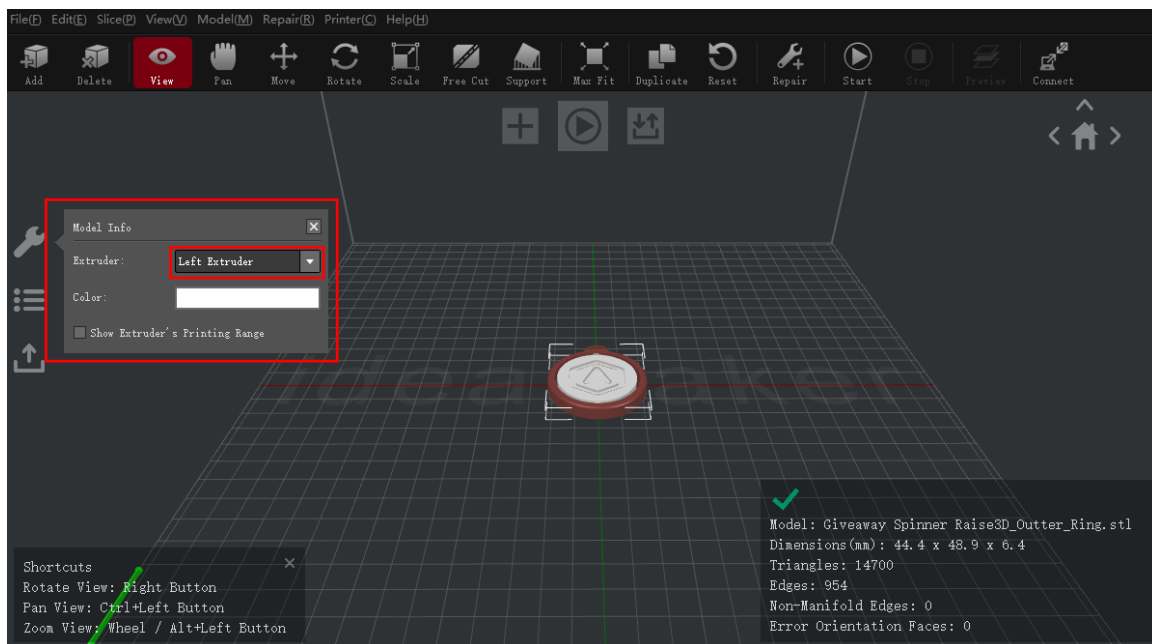 File(F) Edit(E) Slice(P) View(V) Model(M) Repair(R) Printer(C) Help(H)
Add Delete View Pan Move Rotate Scale Free Cut Support Max Fit Duplicate Reset Repair Start Stop Preview Connect
Model Info
Extruder: Left Extruder
Color:
Show Extruder's Printing Range
ideaMaker
Model: Giveaway Spinner Raise3D_Outter_Ring.stl
Dimensions(mm): 44.4 x 48.9 x 6.4
Triangles: 14700
Edges: 954
Non-Manifold Edges: 0
Error Orientation Faces: 0
Shortcuts
Rotate View: Right Button
Pan View: Ctrl+Left Button
Zoom View: Wheel / Alt+Left Button